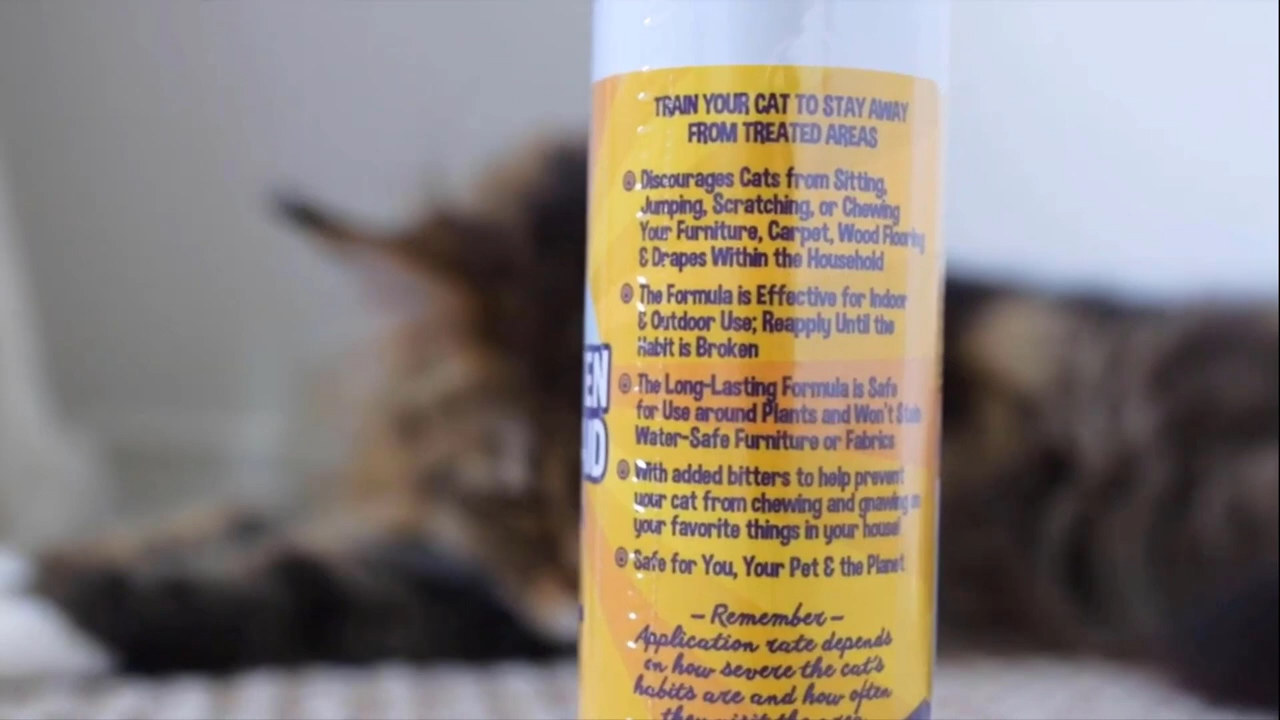 TRAIN YOUR CAT TO STAY AWAY
FROM TREATED AREAS
Discourages Cats from Sitting,
Jumping, Scratching, or Chewing
Your Furniture, Carpet, Wood Flooring
& Drapes Within the Household
The Formula is Effective for Indoor
& Outdoor Use; Reapply Until the
Habit is Broken
The Long-Lasting Formula is Safe
for Use around Plants and Won't
Water-Safe Furniture or Fabrics
With added bitters to help prevent
your cat from chewing and gnawing on
your favorite things in your house!
Safe for You, Your Pet & the Planet
EN
– Remember –
Application rate depends
on how severe the cat's
habits are and how often
they visit the area